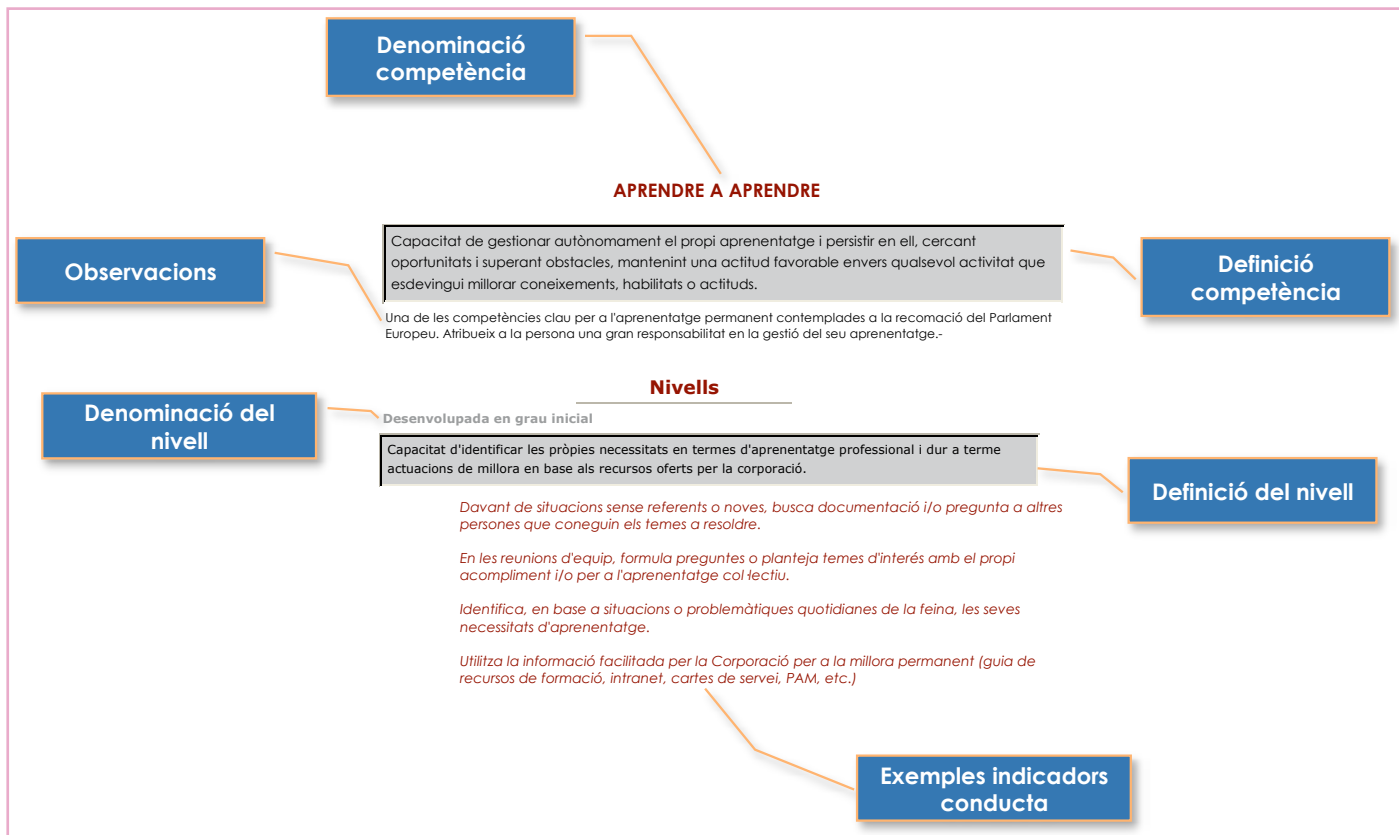 Denominació
competència
APRENDRE A APRENDRE
Observacions
Capacitat de gestionar autònomament el propi aprenentatge i persistir en ell, cercant
oportunitats i superant obstacles, mantenint una actitud favorable envers qualsevol activitat que
esdevingui millorar coneixements, habilitats o actituds.
Definició
competència
Una de les competències clau per a l'aprenentatge permanent contemplades a la recomació del Parlament
Europeu. Atribueix a la persona una gran responsabilitat en la gestió del seu aprenentatge.-
Nivells
Denominació del
nivell
Desenvolupada en grau inicial
Capacitat d'identificar les pròpies necessitats en termes d'aprenentatge professional i dur a terme
actuacions de millora en base als recursos oferts per la corporació.
Definició del nivell
Davant de situacions sense referents o noves, busca documentació i/o pregunta a altres
persones que coneguin els temes a resoldre.
En les reunions d'equip, formula preguntes o planteja temes d'interés amb el propi
acompliment i/o per a l'aprenentatge col·lectiu.
Identifica, en base a situacions o problemàtiques quotidianes de la feina, les seves
necessitats d'aprenentatge.
Utilitza la informació facilitada per la Corporació per a la millora permanent (guia de
recursos de formació, intranet, cartes de servei, PAM, etc.)
Exemples indicadors
conducta